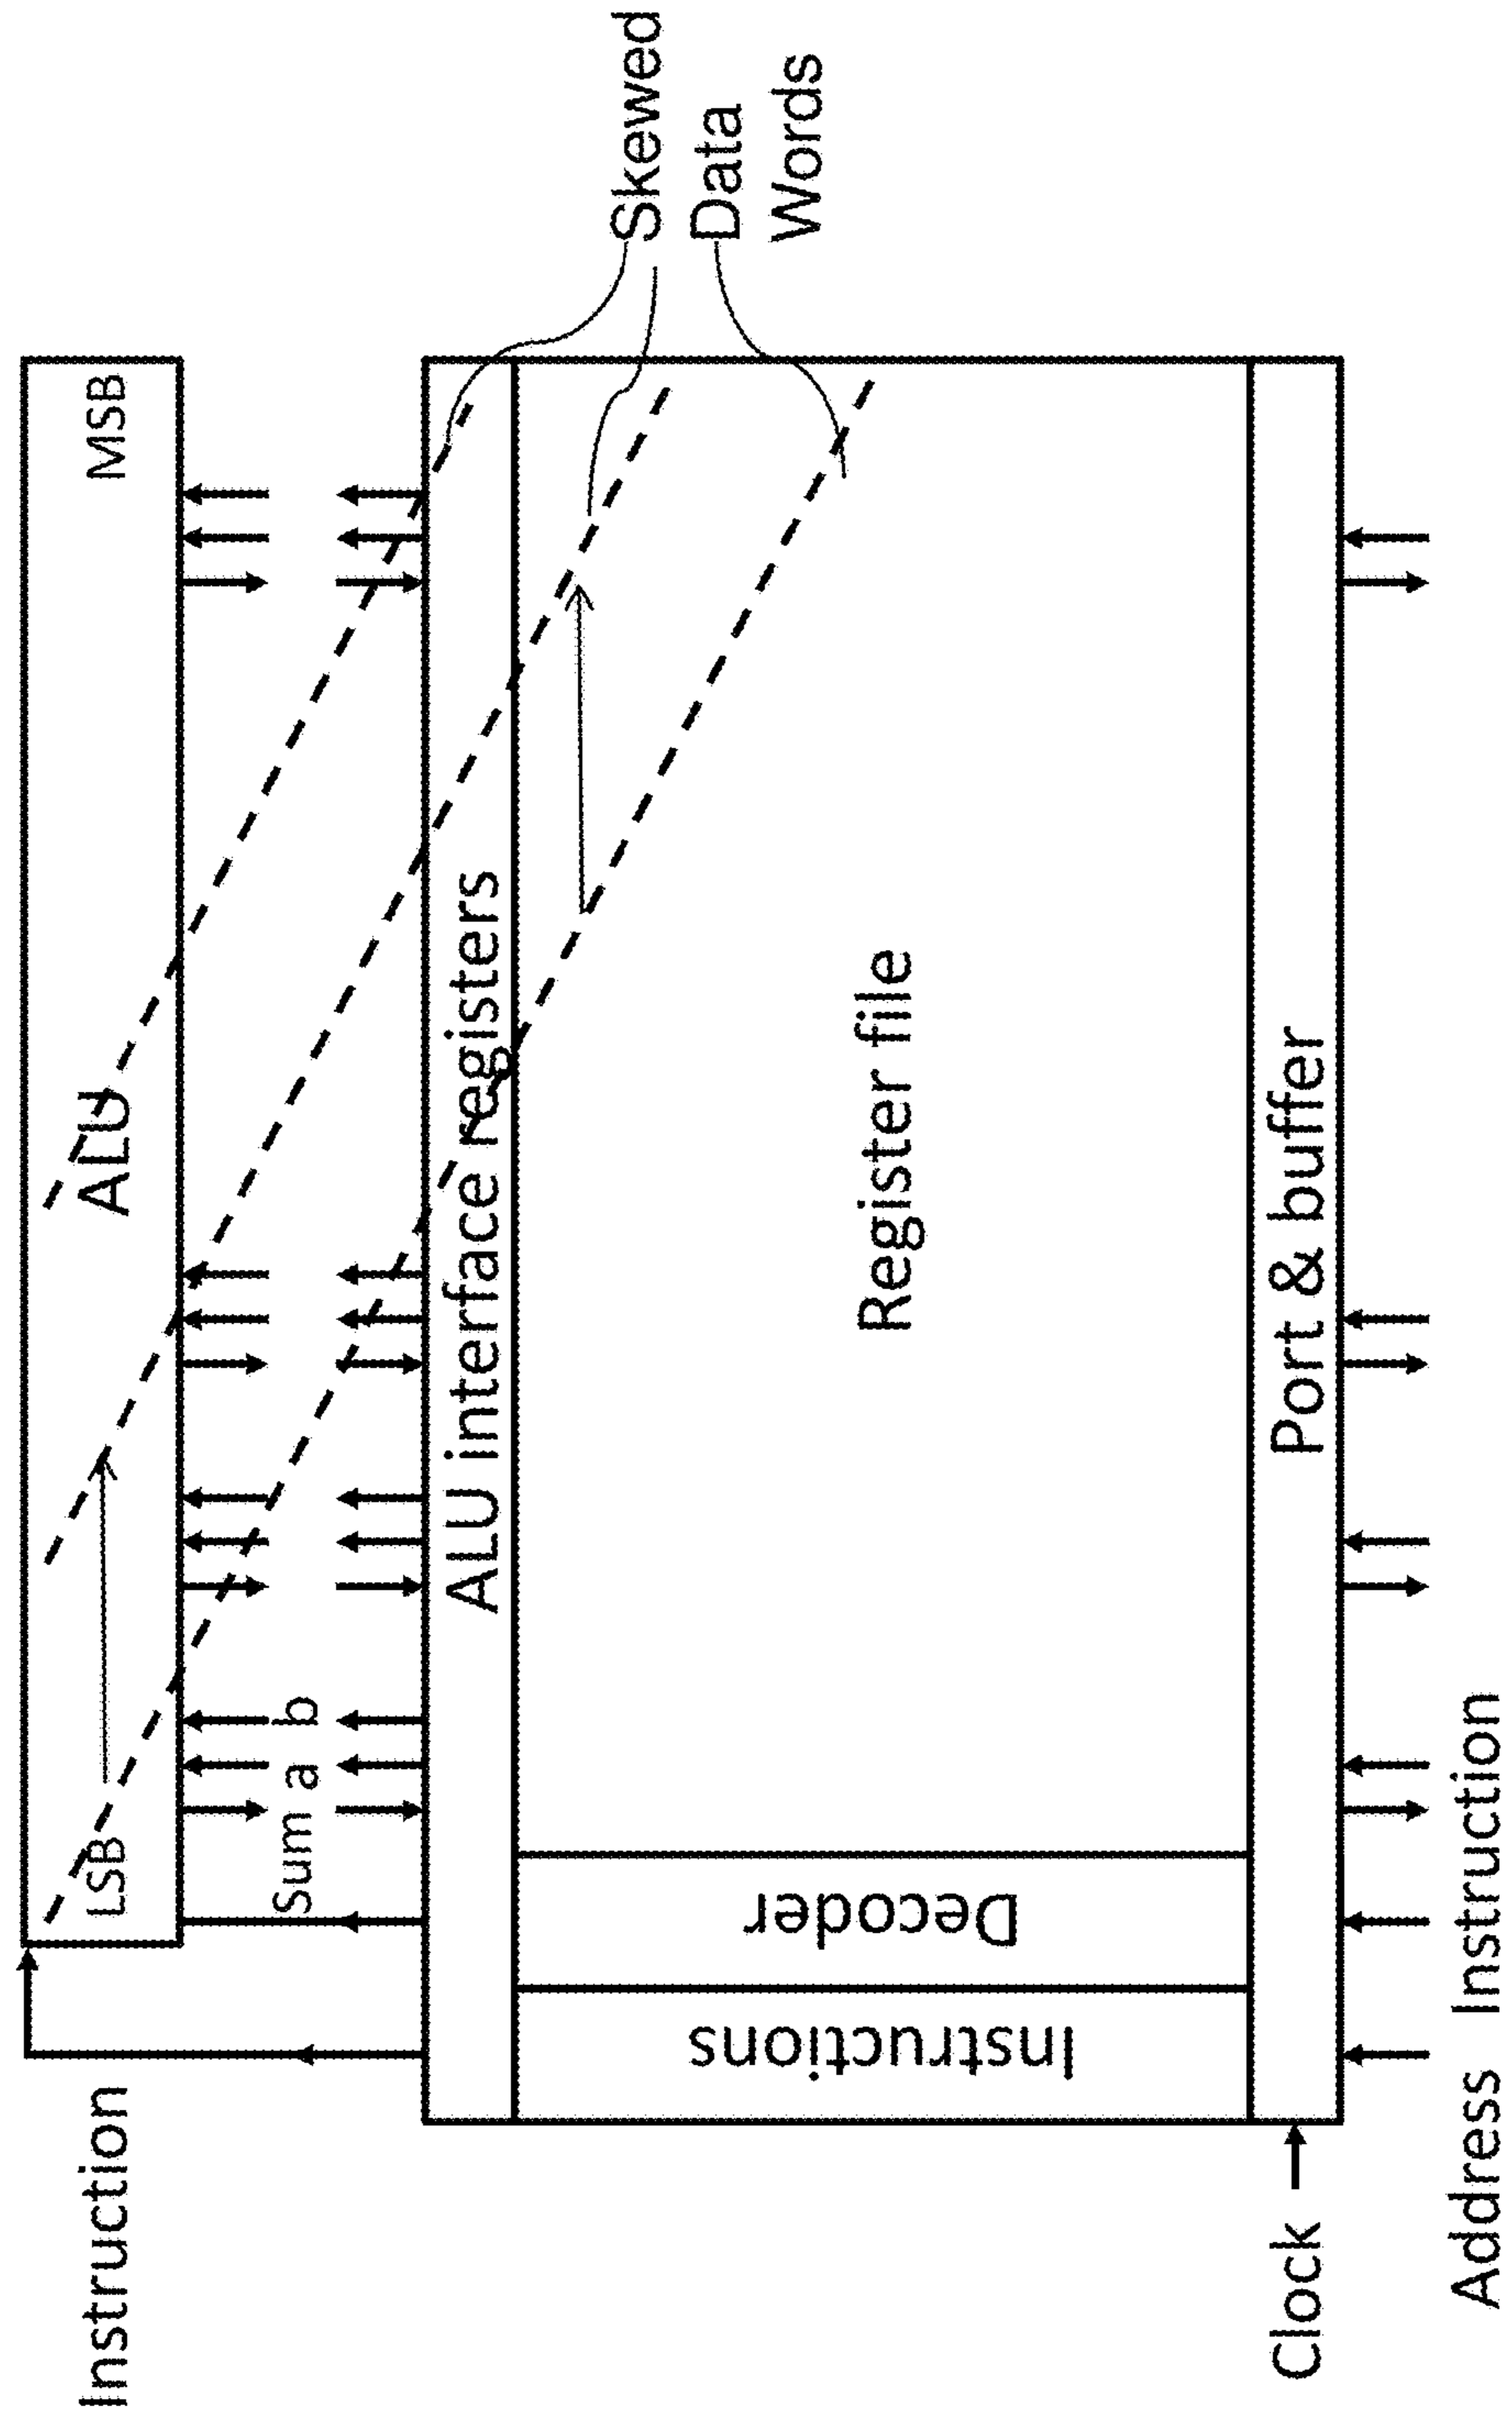 Instruction
LSB
ALU
MSB
Sum a b
ALU interface registers
Skewed
Data
Words
Instructions
Decoder
Register file
Clock
Port & buffer
Address Instruction